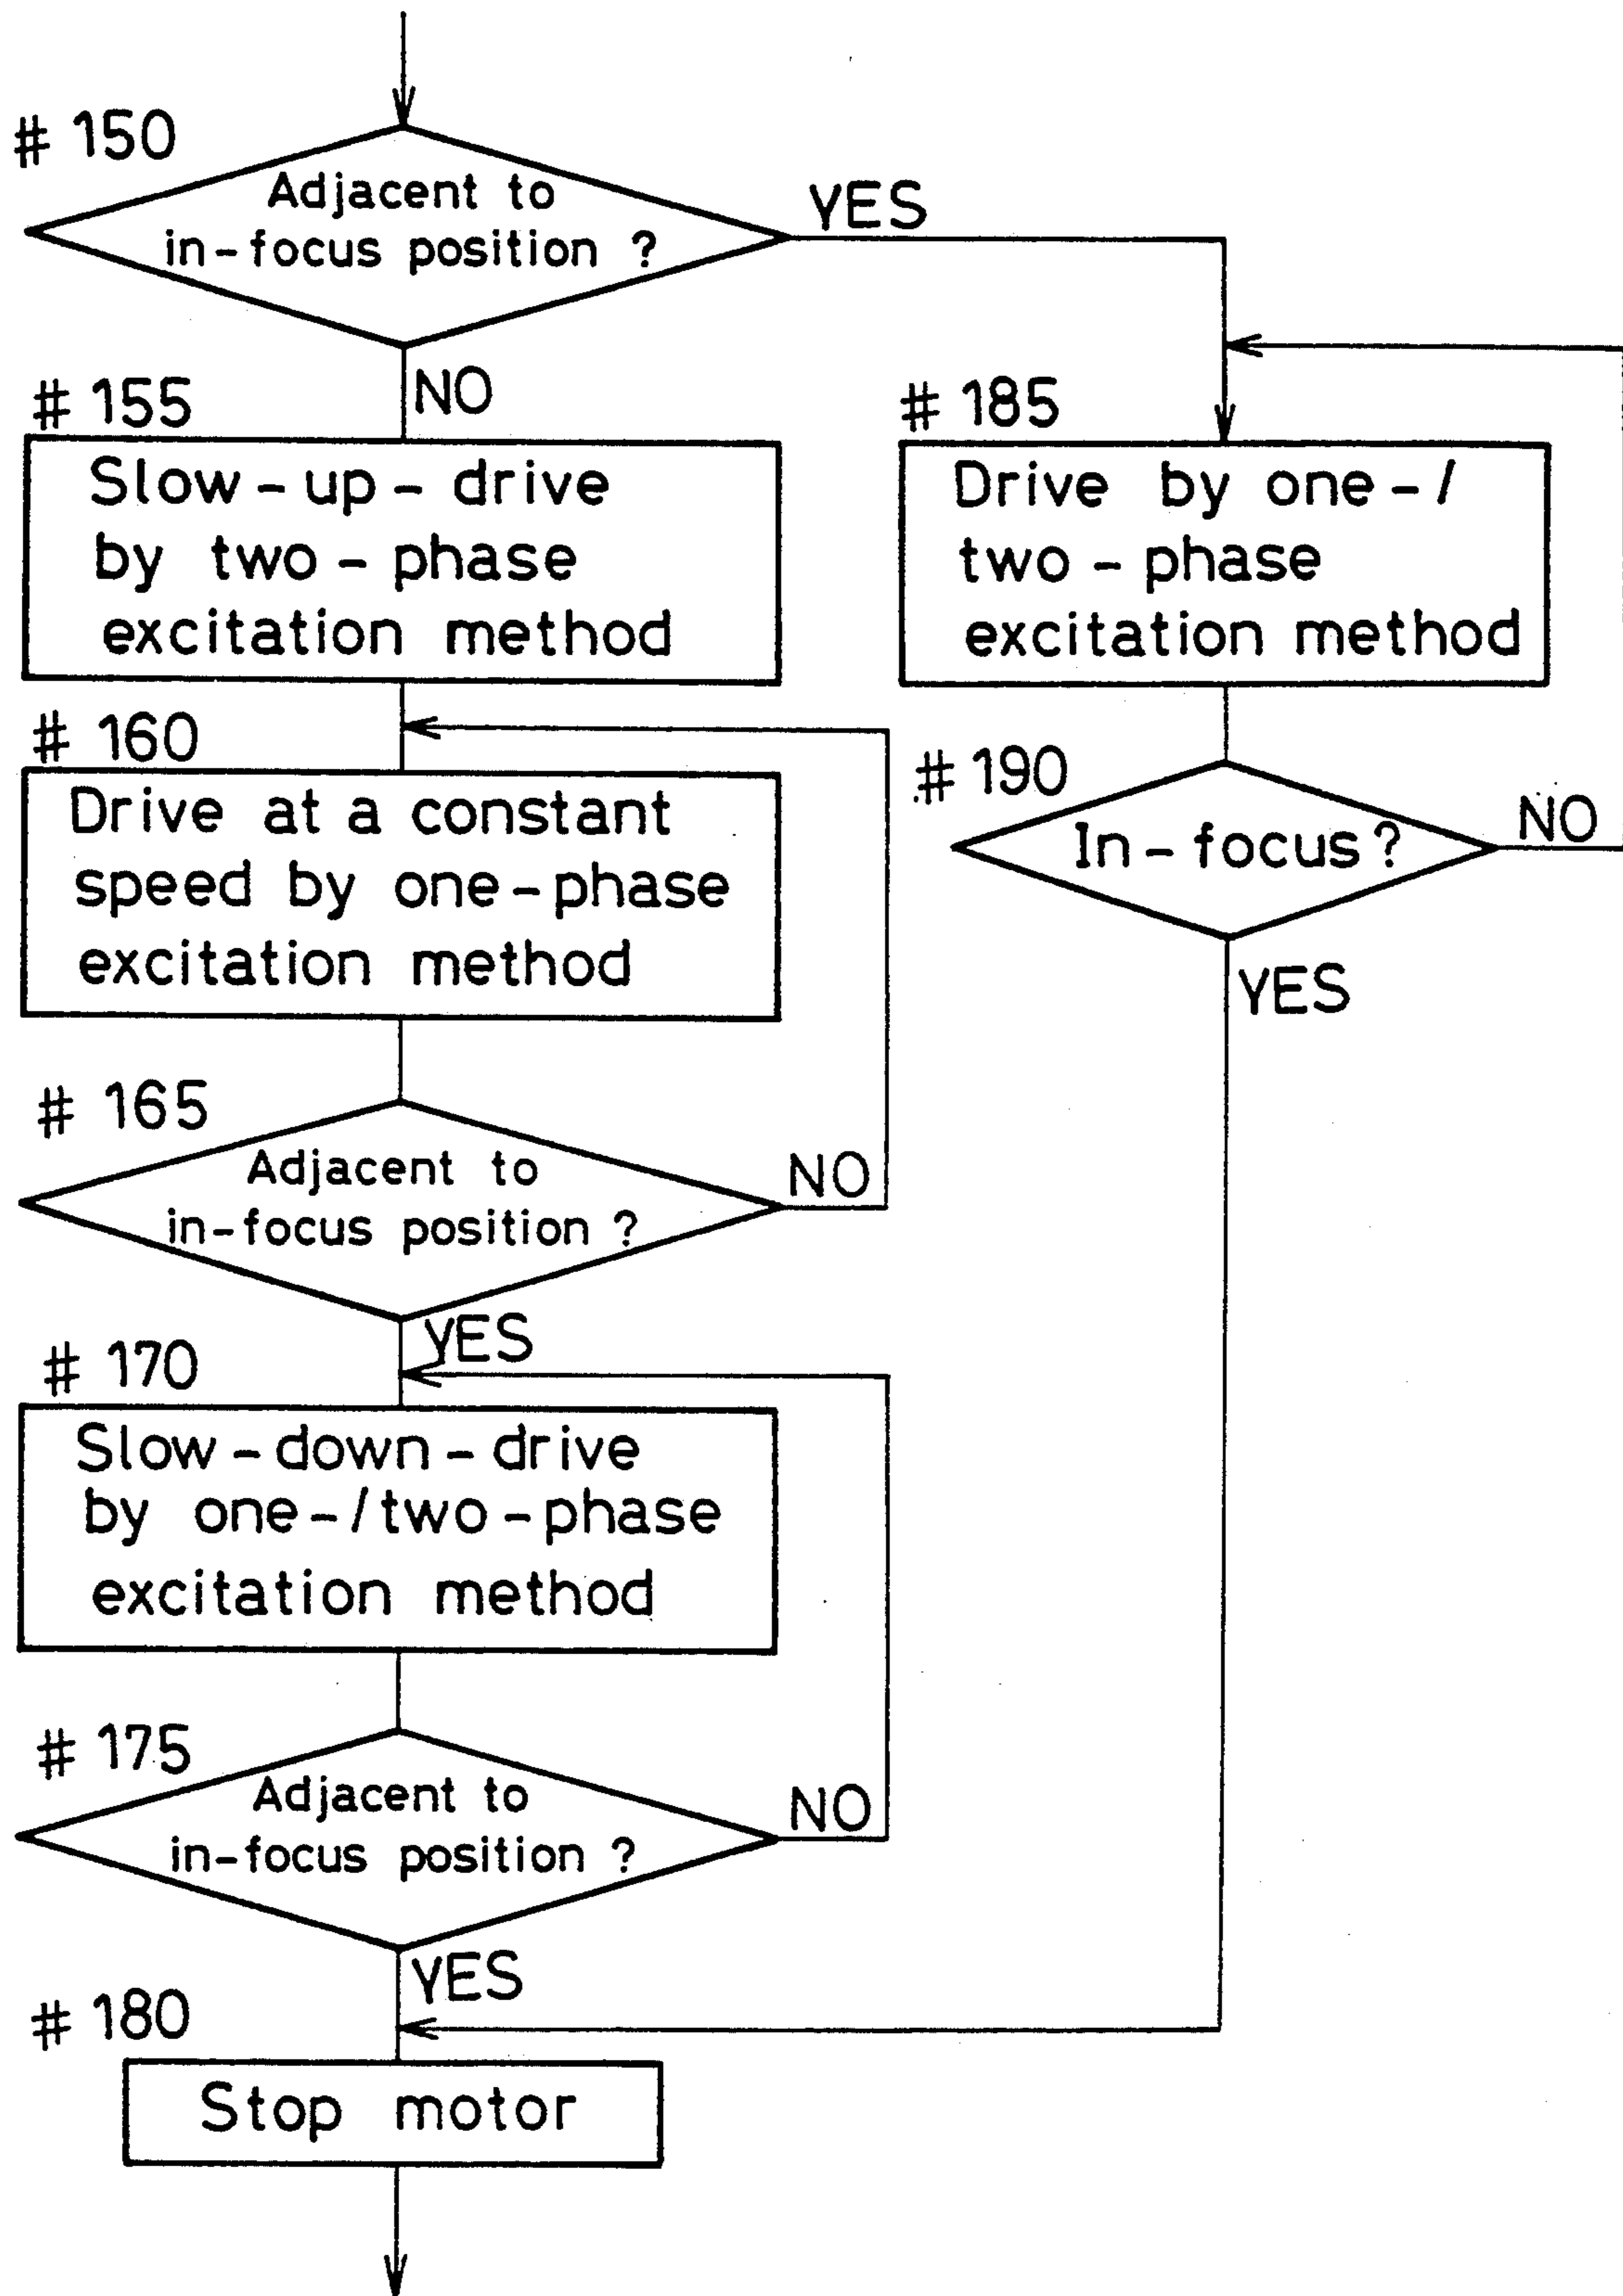 # 150
Adjacent to
in-focus position ?
YES
NO
# 155
Slow-up-drive
by two-phase
excitation method
# 160
Drive at a constant
speed by one-phase
excitation method
# 165
Adjacent to
in-focus position ?
NO
YES
# 170
Slow-down-drive
by one-/two-phase
excitation method
# 175
Adjacent to
in-focus position ?
NO
YES
# 180
Stop motor
# 185
Drive by one-/
two-phase
excitation method
# 190
In-focus?
NO
YES